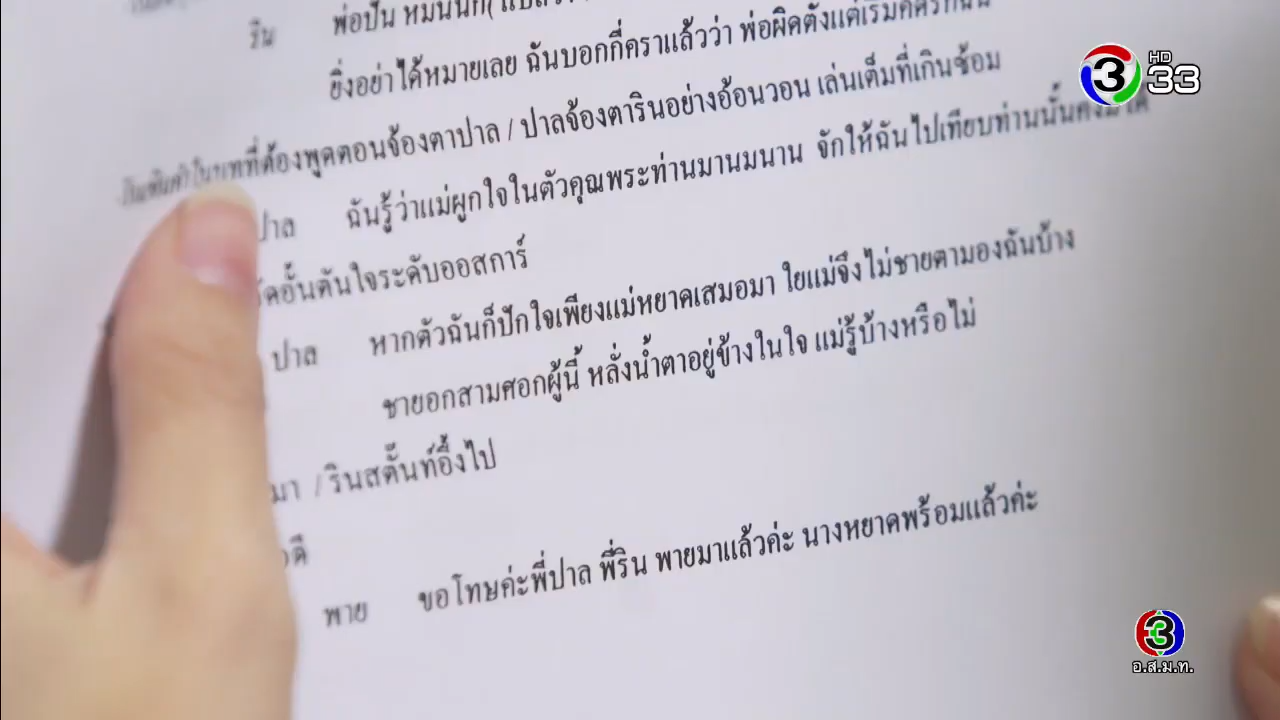 ริน พ่อปัน
ยิ่งอย่าได้หมายเลย ฉันบอกกี่คราแล้วว่า พ่อผิดตั้งแต่เริ่ม
ที่ต้องพูดตอนจ้องตาปาล / ปาลจ้องตารินอย่างอ้อนวอน เล่นเต็มที่เกินซ้อม
ปาล ฉันรู้ว่าแม่ผูกใจในตัวคุณพระท่านมานมนาน จักให้ฉันไปเทียบท่านนั้น
อั้นตันใจระดับออสการ์
ปาล หากตัวฉันก็ปักใจเพียงแม่หยาดเสมอมา ใยแม่จึงไม่ชายตามองฉันบ้าง
ชายอกสามศอกผู้นี้ หลั่งน้ำตาอยู่ข้างในใจ แม่รู้บ้างหรือไม่
มา / รินสตั๊นท์อึ้งไป
พาย ขอโทษค่ะพี่ปาล พี่ริน พายมาแล้วค่ะ นางหยาดพร้อมแล้วค่ะ
3 HD 33
3
อ.ส.ม.ท.